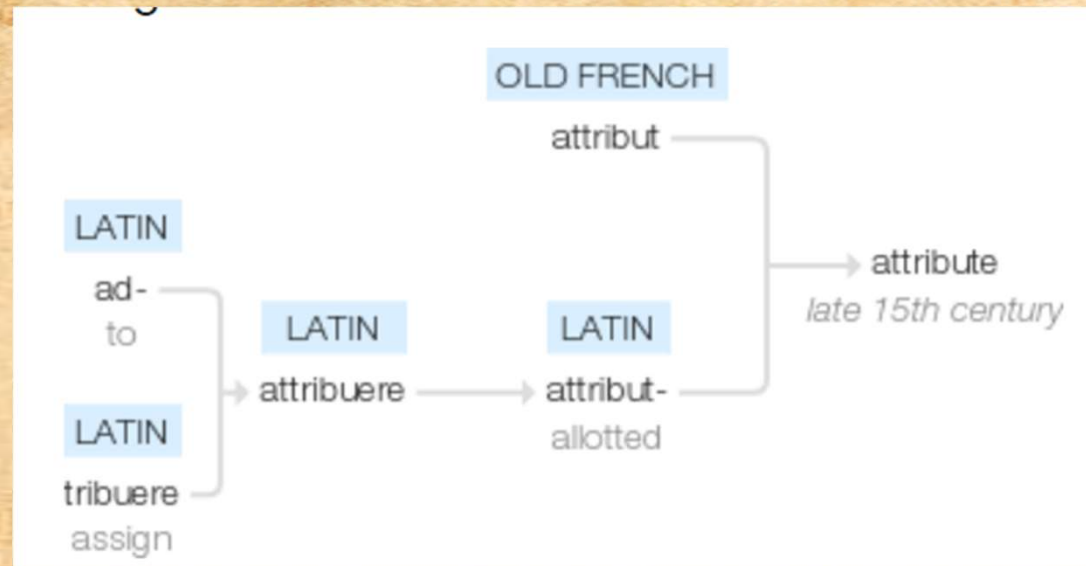 OLD FRENCH
attribut
LATIN
ad-
to
attribute
late 15th century
LATIN
LATIN
attribuere
attribut-
allotted
LATIN
tribuere
assign